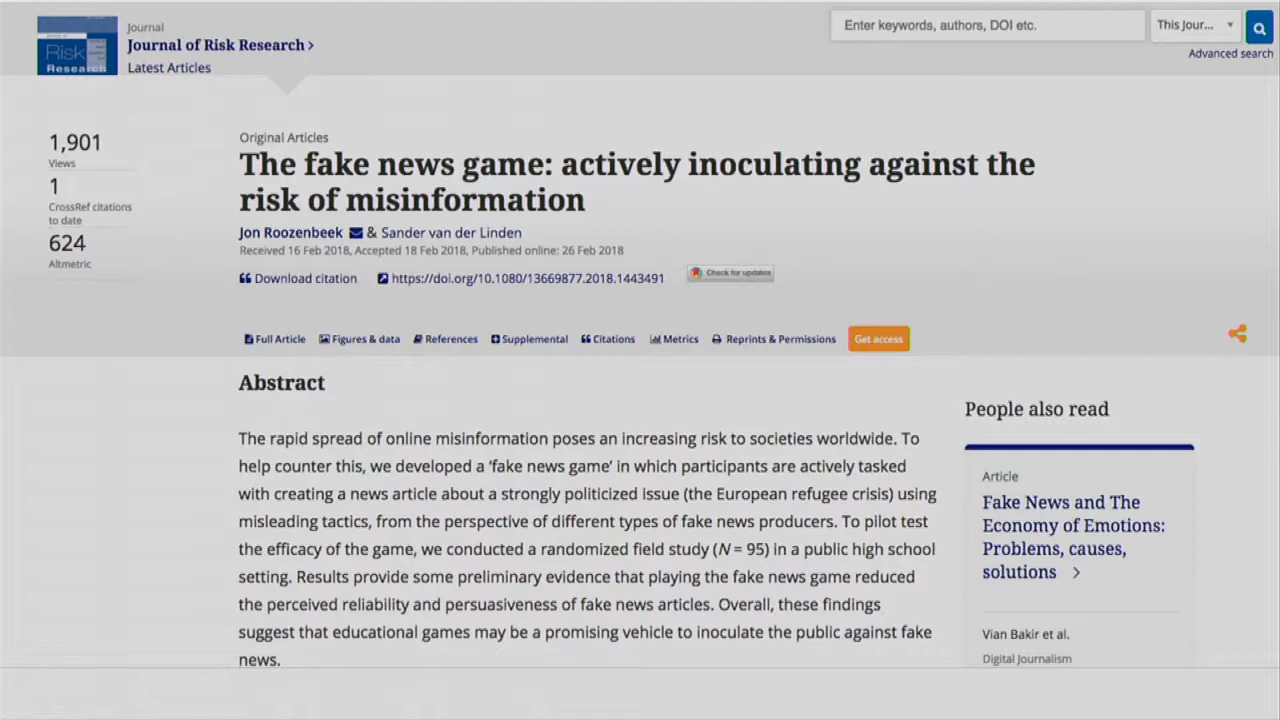 Journal
Journal of Risk Research >
Latest Articles
Risk
Research
Enter keywords, authors, DOI etc.
This Jour...
Advanced search
1,901
Views
1
CrossRef citations
to date
624
Altmetric
Original Articles
The fake news game: actively inoculating against the
risk of misinformation
Jon Roozenbeek & Sander van der Linden
Received 16 Feb 2018, Accepted 18 Feb 2018, Published online: 26 Feb 2018
Download citation https://doi.org/10.1080/13669877.2018.1443491 Check for updates
Full Article Figures & data References Supplemental Citations Metrics Reprints & Permissions Get access
Abstract
The rapid spread of online misinformation poses an increasing risk to societies worldwide. To
help counter this, we developed a ‘fake news game’ in which participants are actively tasked
with creating a news article about a strongly politicized issue (the European refugee crisis) using
misleading tactics, from the perspective of different types of fake news producers. To pilot test
the efficacy of the game, we conducted a randomized field study (N = 95) in a public high school
setting. Results provide some preliminary evidence that playing the fake news game reduced
the perceived reliability and persuasiveness of fake news articles. Overall, these findings
suggest that educational games may be a promising vehicle to inoculate the public against fake
news.
People also read
Article
Fake News and The
Economy of Emotions:
Problems, causes,
solutions >
Vian Bakir et al.
Digital Journalism